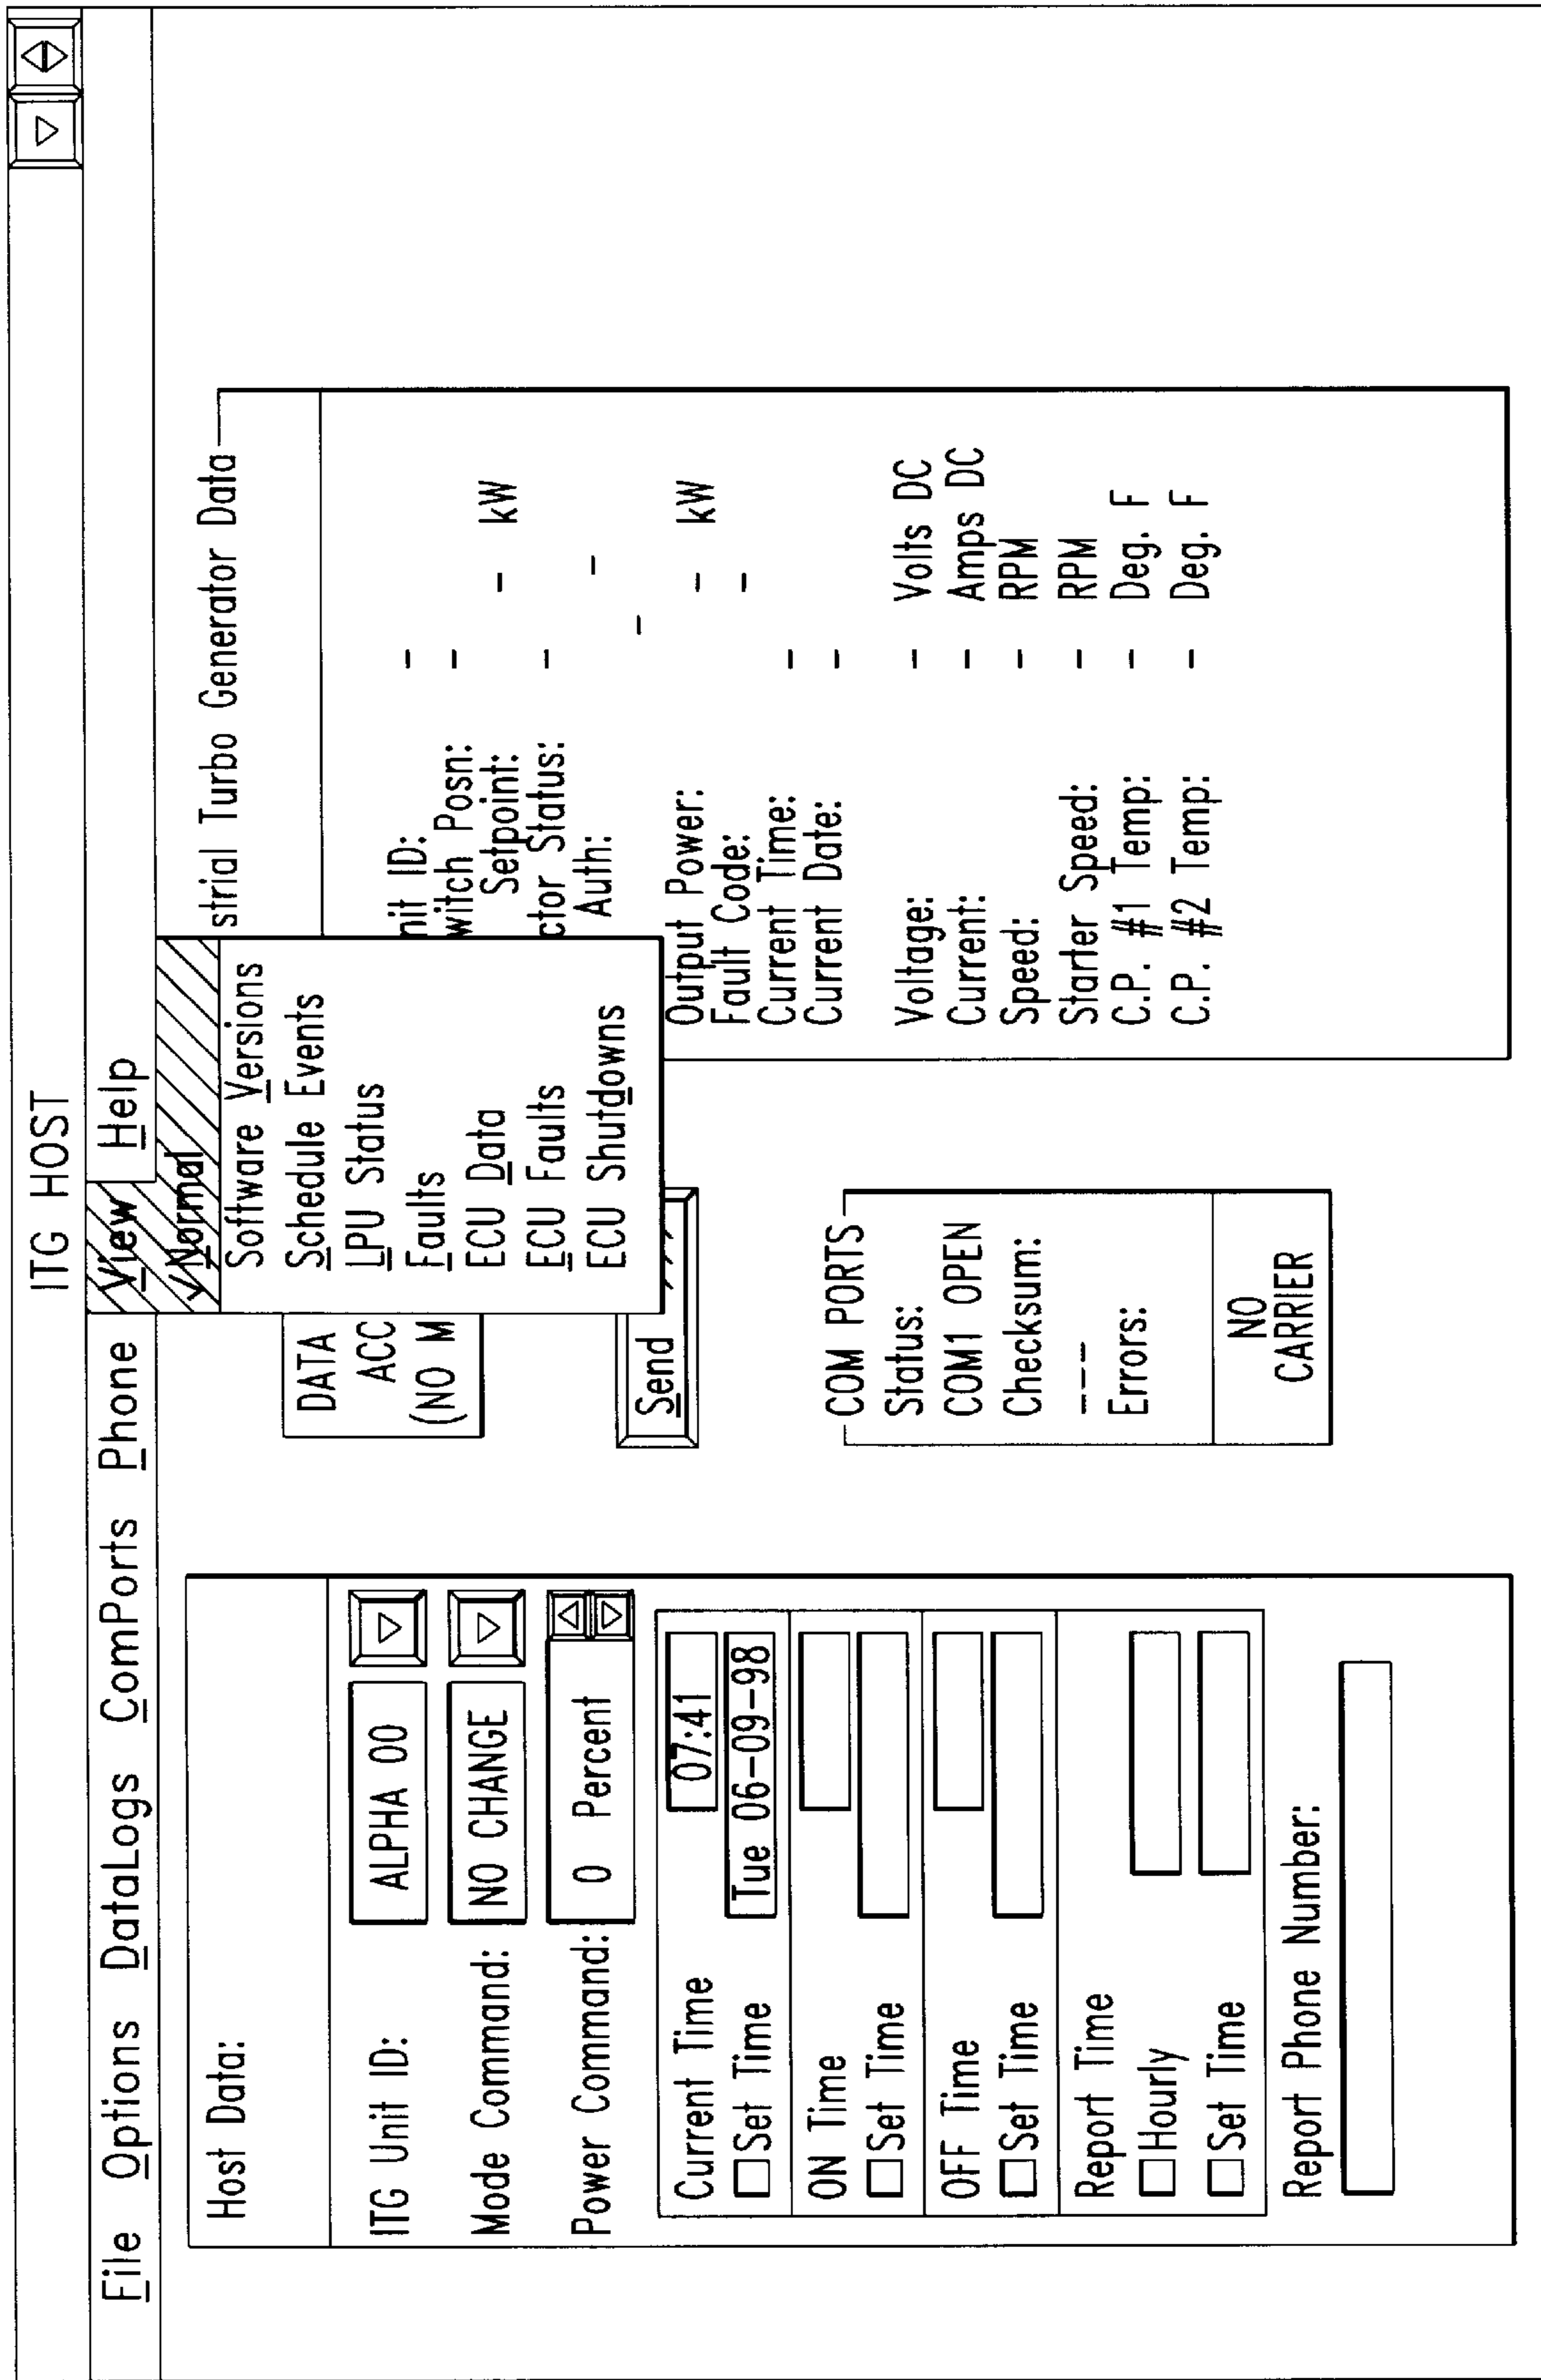 ITG HOST
File Options DataLogs ComPorts Phone View Help
√Normal
Software Versions
Schedule Events
LPU Status
Faults
ECU Data
ECU Faults
ECU Shutdowns
Host Data:
ITG Unit ID: ALPHA 00
Mode Command: NO CHANGE
Power Command: 0 Percent
Current Time 07:41
Set Time Tue 06-09-98
ON Time
Set Time
OFF Time
Set Time
Report Time
Hourly
Set Time
Report Phone Number:
DATA
ACC
(NO M
Send
COM PORTS
Status:
COM1 OPEN
Checksum:
---
Errors:
NO
CARRIER
strial Turbo Generator Data
nit ID: -
witch Posn: -
Setpoint: - kW
ctor Status: -
Auth: -
-
Output Power: - kW
Fault Code: -
Current Time: -
Current Date: -
Voltage: - Volts DC
Current: - Amps DC
Speed: - RPM
Starter Speed: - RPM
C.P. #1 Temp: - Deg. F
C.P. #2 Temp: - Deg. F